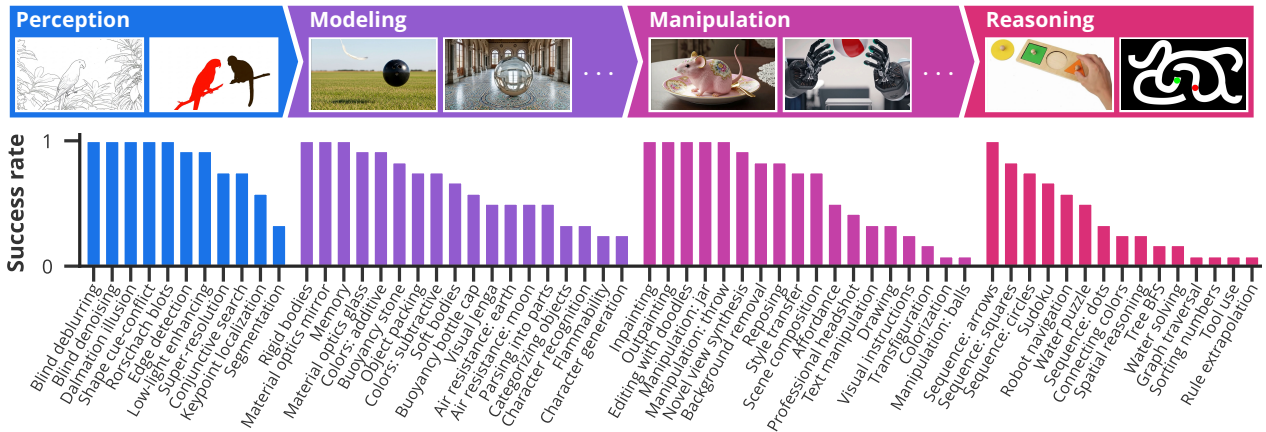 Perception
Modeling
Manipulation
Reasoning
...
...
Success rate
1
0
Blind deblurring
Blind denoising
Dalmation illusion
Shape cue-conflict
Rorschach blots
Edge detection
Low-light enhancing
Super-resolution
Conjunctive search
Keypoint localization
Segmentation
Rigid bodies
Material optics mirror
Memory
Material optics glass
Colors: additive
Buoyancy stone
Object packing
Colors: subtractive
Soft bodies
Buoyancy bottle cap
Visual Jenga
Air resistance: earth
Air resistance: moon
Parsing into parts
Categorizing objects
Character recognition
Flammability
Character generation
Inpainting
Outpainting
Editing with doodles
Manipulation: jar
Manipulation: throw
Novel view synthesis
Background removal
Reposing
Style transfer
Scene composition
Affordance
Professional headshot
Text manipulation
Drawing
Visual instructions
Transfiguration
Colorization
Manipulation: balls
Sequence: arrows
Sequence: squares
Sequence: circles
Sudoku
Robot navigation
Water puzzle
Sequence: dots
Connecting colors
Spatial reasoning
Tree BFS
Water solving
Graph traversal
Sorting numbers
Tool use
Rule extrapolation